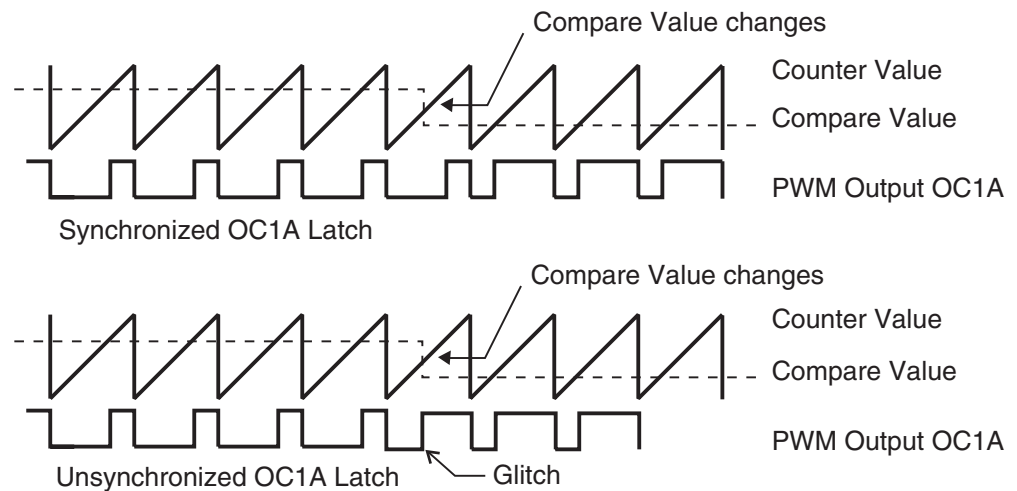 Compare Value changes
Counter Value
Compare Value
PWM Output OC1A
Synchronized OC1A Latch
Compare Value changes
Counter Value
Compare Value
PWM Output OC1A
Unsynchronized OC1A Latch
Glitch